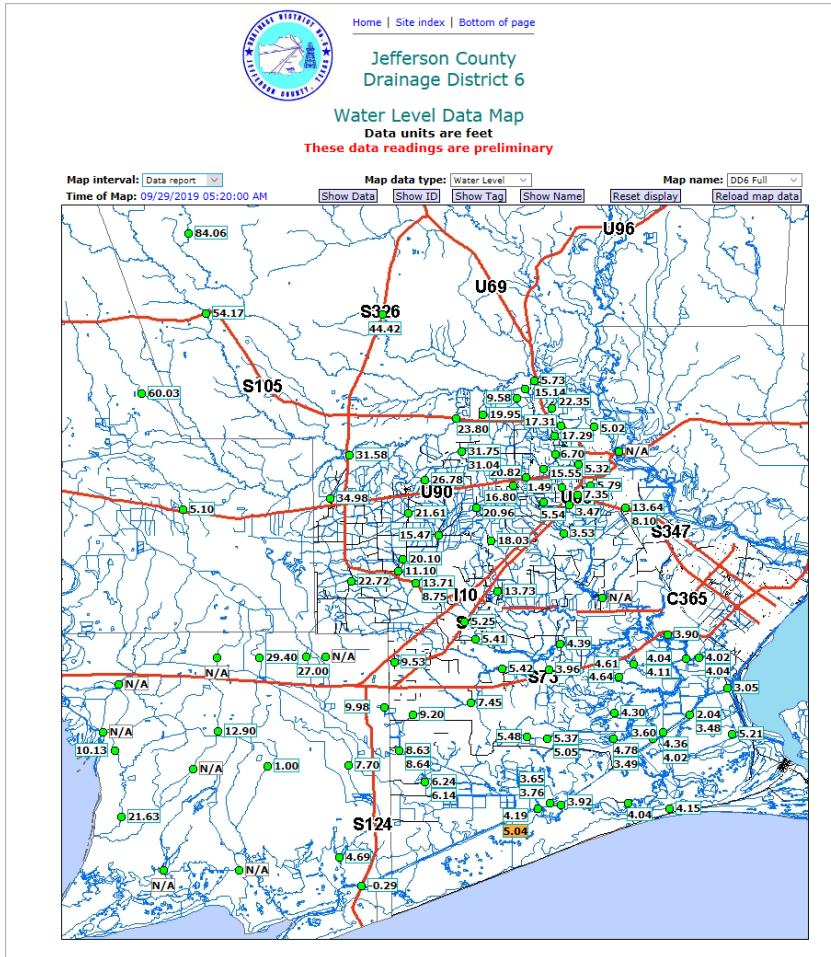 DRAINAGE DISTRICT No. 6
JEFFERSON COUNTY, TEXAS
Home | Site index | Bottom of page
Jefferson County
Drainage District 6
Water Level Data Map
Data units are feet
These data readings are preliminary
Map interval: Data report
Map data type: Water Level
Map name: DD6 Full
Time of Map: 09/29/2019 05:20:00 AM
Show Data Show ID Show Tag Show Name Reset display Reload map data
84.06
U96
U69
54.17
S326
44.42
S105
60.03
5.73
15.14
9.58
22.35
19.95
23.80
17.31
5.02
17.29
N/A
31.58
31.75
31.04
6.70
5.32
20.82
15.55
26.78
1.49
5.79
U90
34.98
16.80
7.35
5.10
21.61
20.96
5.54
3.47
13.64
8.10
S347
15.47
18.03
3.53
20.10
11.10
22.72
13.71
8.75
I10
13.73
N/A
C365
5.25
5.41
4.39
3.90
N/A
29.40
27.00
N/A
9.53
5.42
3.96
S73
4.61
4.64
4.04
4.11
4.02
4.04
N/A
3.05
9.98
9.20
7.45
4.30
2.04
3.48
N/A
12.90
10.13
8.63
8.64
5.48
5.37
5.05
4.78
3.49
3.60
4.36
4.02
5.21
N/A
1.00
7.70
6.24
6.14
3.65
3.76
3.92
4.19
5.04
4.04
4.15
21.63
S124
4.69
N/A
N/A
-0.29